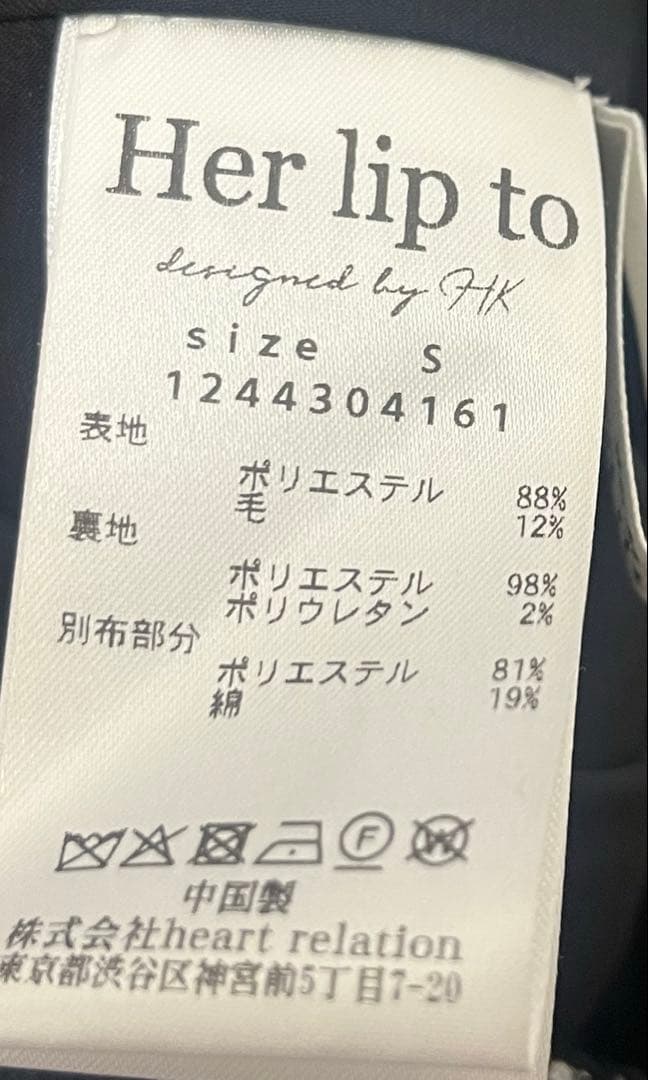 Her lip to
designed by HK
size S
1244304161
表地
ポリエステル 88%
毛 12%
裏地
ポリエステル 98%
ポリウレタン 2%
別布部分
ポリエステル 81%
綿 19%
F W
中国製
株式会社heart relation
東京都渋谷区神宮前5丁目7-20